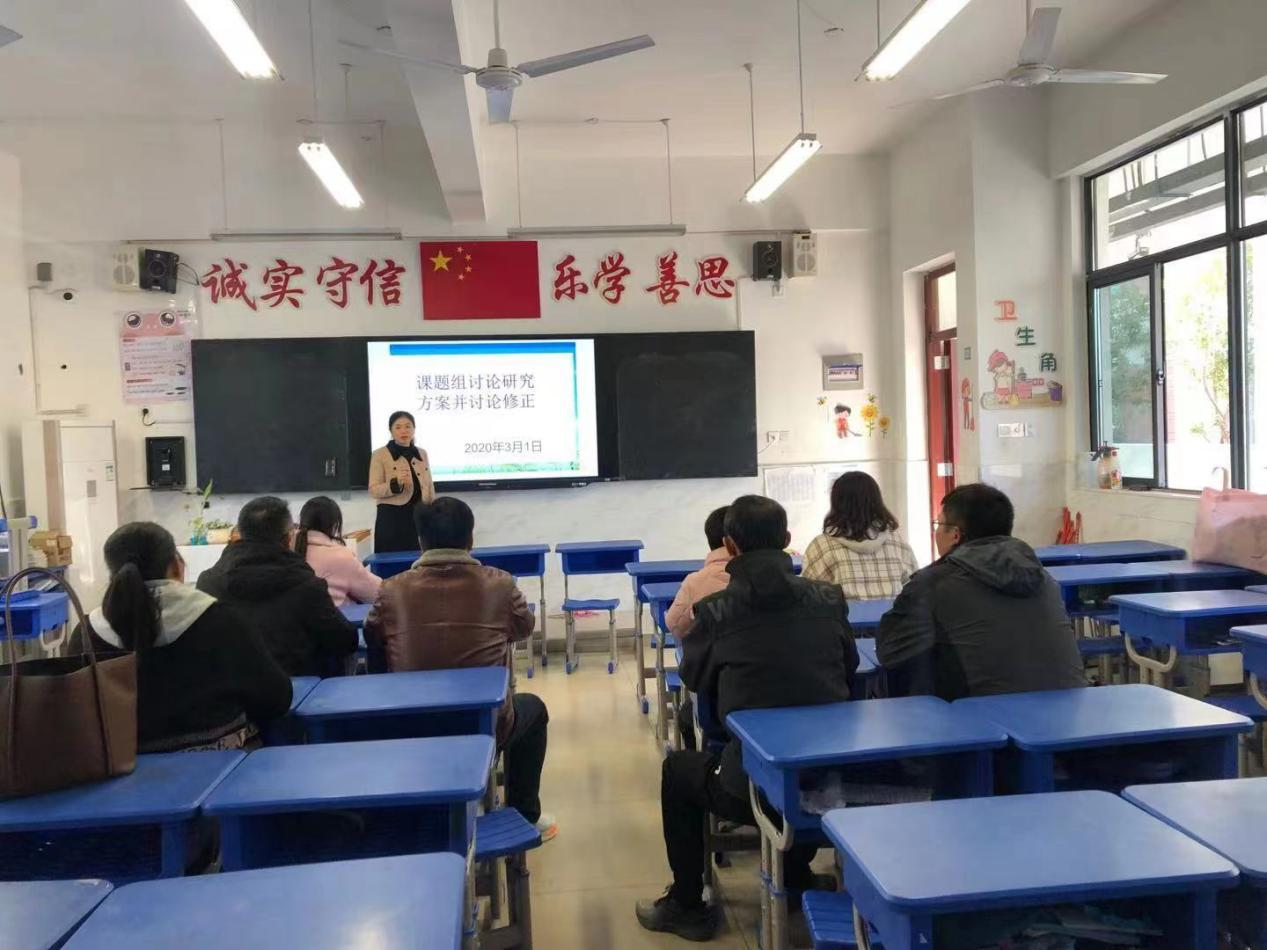 诚实守信
乐学善思
课题组讨论研究
方案并讨论修正
2020年3月1日
卫
生
角